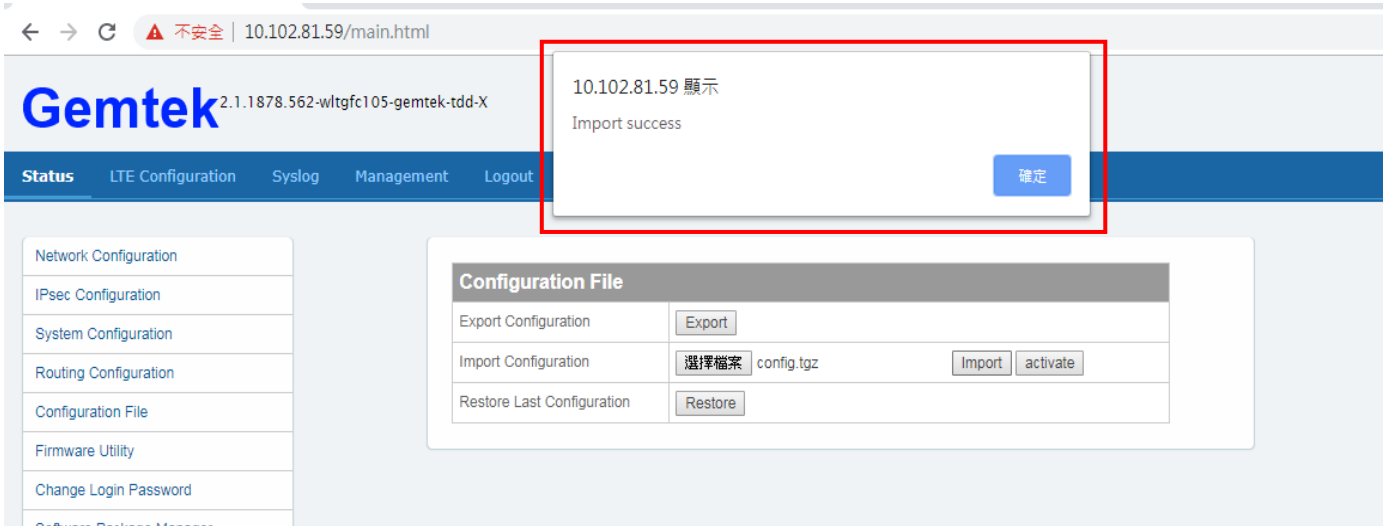 不安全 | 10.102.81.59/main.html
10.102.81.59 顯示
Import success
確定
Gemtek 2.1.1878.562-wltgfc105-gemtek-tdd-X
Status LTE Configuration Syslog Management Logout
Network Configuration
IPsec Configuration
System Configuration
Routing Configuration
Configuration File
Firmware Utility
Change Login Password
Software Package Manager
Configuration File
Export Configuration Export
Import Configuration 選擇檔案 config.tgz Import activate
Restore Last Configuration Restore